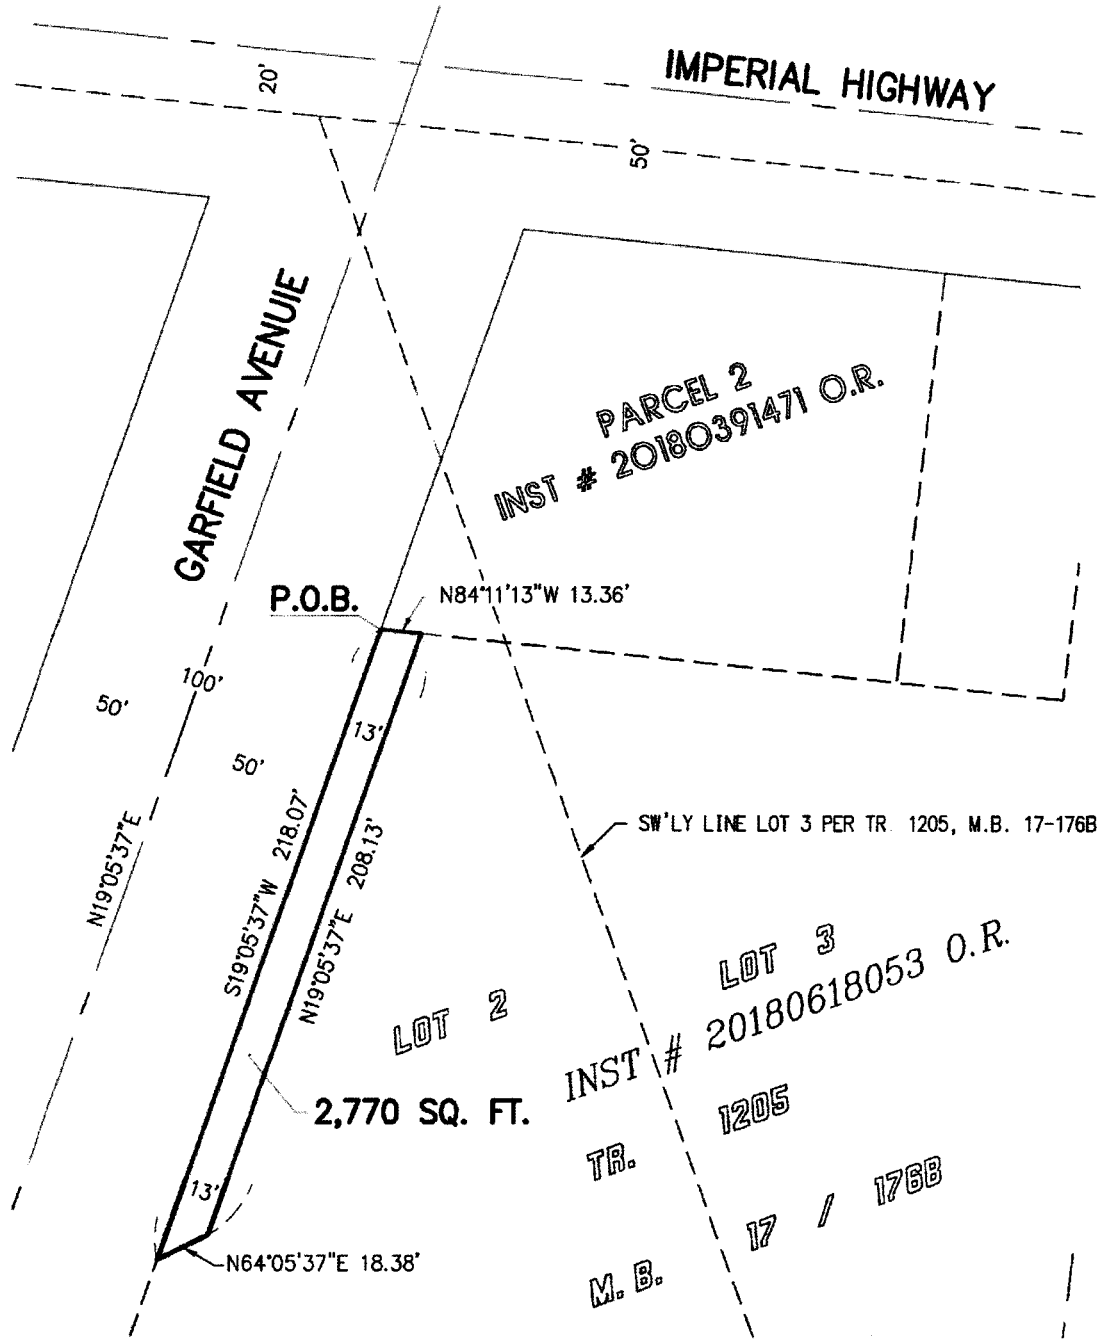 IMPERIAL HIGHWAY
20'
50'
GARFIELD AVENUIE
PARCEL 2
INST # 20180391471 O.R.
P.O.B.
N84°11'13"W 13.36'
100'
50'
50'
13'
N19°05'37"E
S19°05'37"W 218.07'
N19°05'37"E 208.13'
SW'LY LINE LOT 3 PER TR. 1205, M.B. 17-176B
LOT 2
LOT 3
INST # 20180618053 O.R.
2,770 SQ. FT.
TR. 1205
13'
N64°05'37"E 18.38'
M.B. 17 / 176B